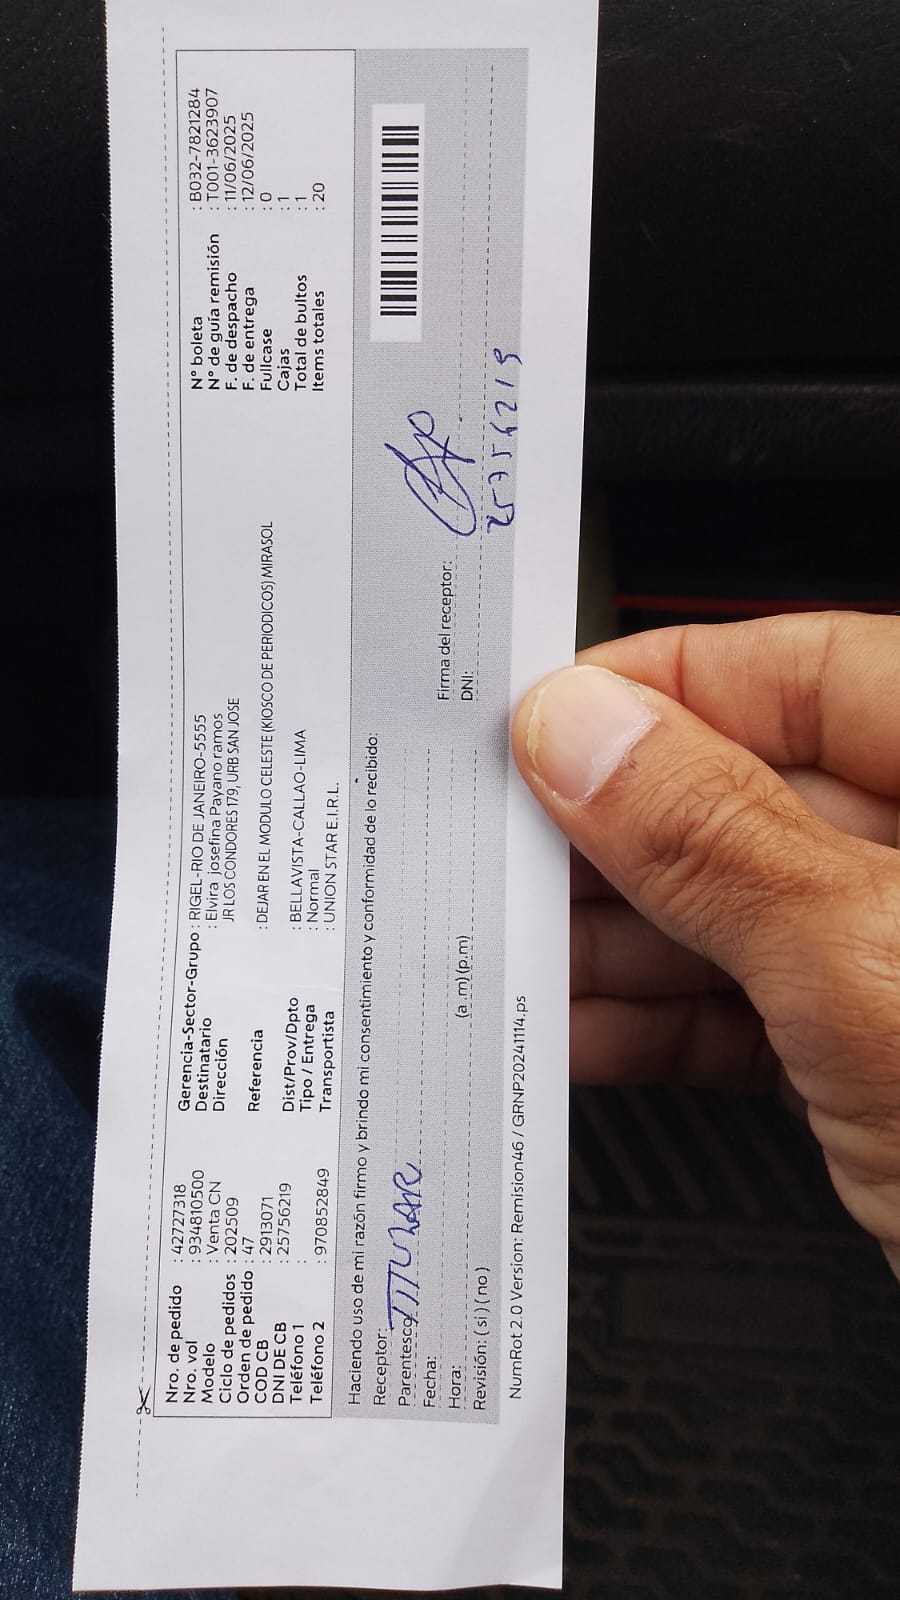 Nro. de pedido : 42727318
Nro. vol : 934810500
Modelo : Venta CN
Ciclo de pedidos : 202509
Orden de pedido : 47
COD CB : 2913071
DNI DE CB : 25756219
Teléfono 1 :
Teléfono 2 : 970852849
Gerencia-Sector-Grupo : RIGEL-RIO DE JANEIRO-5555
Destinatario : Elvira josefina Payano ramos
Dirección JR LOS CONDORES 179, URB SAN JOSE
Referencia : DEJAR EN EL MODULO CELESTE (KIOSCO DE PERIODICOS) MIRASOL
Dist/Prov/Dpto : BELLAVISTA-CALLAO-LIMA
Tipo / Entrega : Normal
Transportista : UNION STAR E.I.R.L.
N° boleta : B032-7821284
N° de guía remisión : T001-3623907
F. de despacho : 11/06/2025
F. de entrega : 12/06/2025
Fullcase : 0
Cajas : 1
Total de bultos : 1
Items totales : 20
Haciendo uso de mi razón firmo y brindo mi consentimiento y conformidad de lo recibido:
Receptor:
Parentesco: TITULAR
Fecha:
Hora: (a .m) (p.m)
Revisión: ( si ) ( no )
Firma del receptor:
DNI: 25756219
NumRot 2.0 Version: Remision46 / GRNP20241114.ps